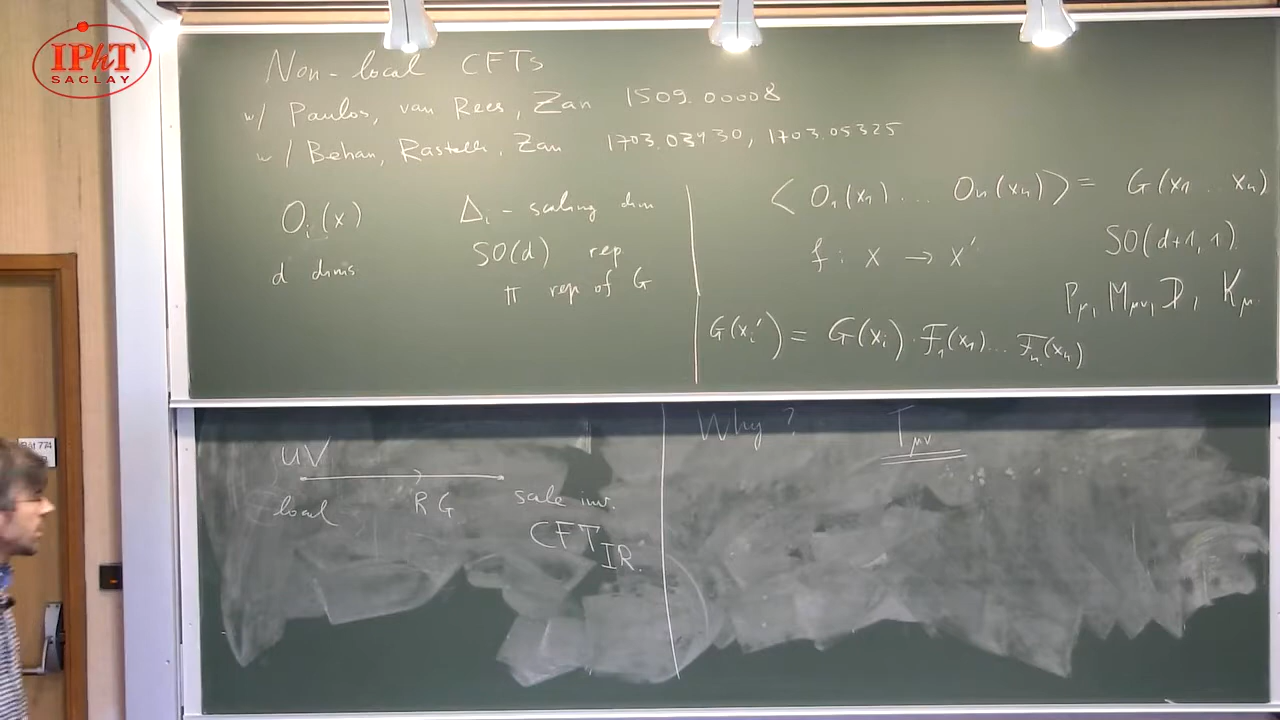 IPhT
SACLAY
Non-local CFTs
w/ Paulos, van Rees, Zan 1509.00008
w/ Behan, Rastelli, Zan 1703.03430, 1703.05325
O_i(x)
d dims
Δ_i - scaling dim
SO(d) rep
π rep of G
⟨ O_1(x_1) ... O_n(x_n) ⟩ = G(x_1 .. x_n)
f : x → x'
SO(d+1, 1)
P_μ, M_μν, D, K_μ
G(x_i') = G(x_i) · F_1(x_1) ... F_n(x_n)
UV
local
RG
scale inv.
CFT_IR
Why?
T_μν
774